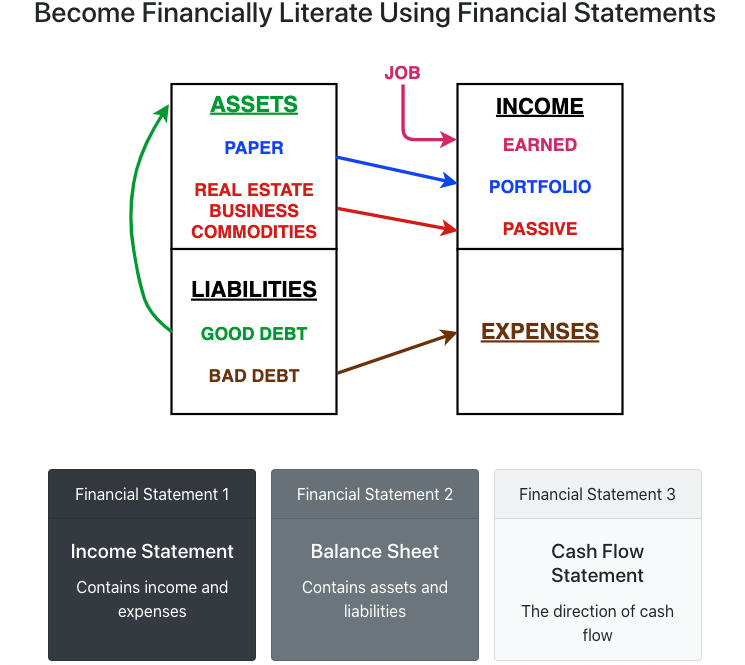 Become Financially Literate Using Financial Statements
JOB
ASSETS
PAPER
REAL ESTATE
BUSINESS
COMMODITIES
INCOME
EARNED
PORTFOLIO
PASSIVE
LIABILITIES
GOOD DEBT
BAD DEBT
EXPENSES
Financial Statement 1
Income Statement
Contains income and
expenses
Financial Statement 2
Balance Sheet
Contains assets and
liabilities
Financial Statement 3
Cash Flow
Statement
The direction of cash
flow